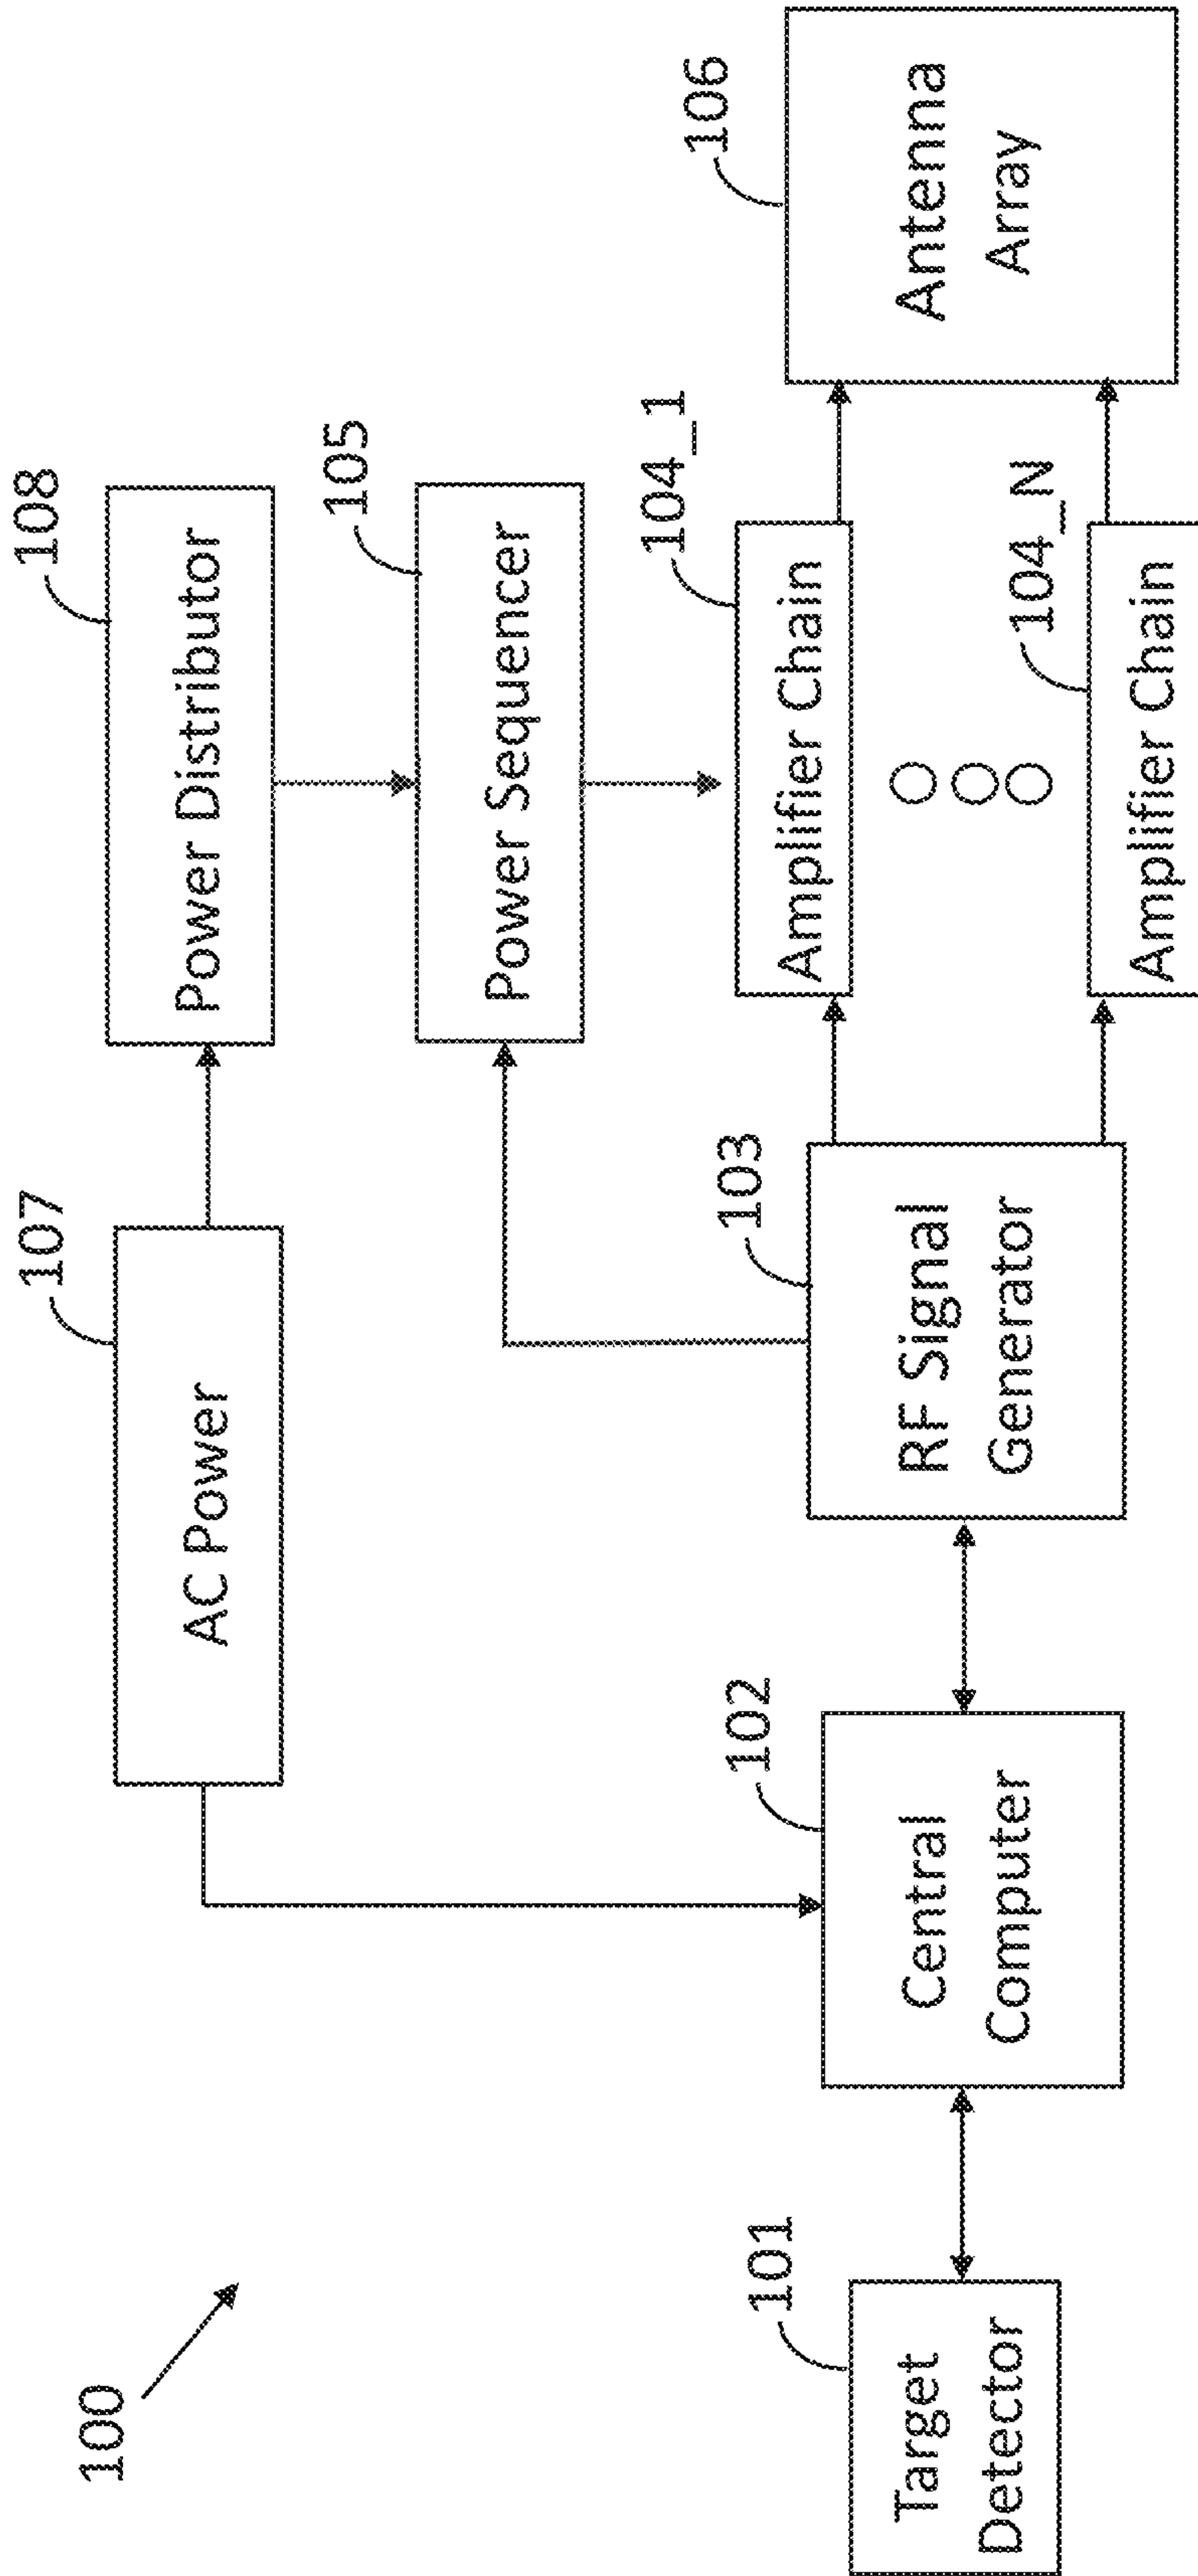 100
107
AC Power
108
Power Distributor
105
Power Sequencer
101
Target
Detector
102
Central
Computer
103
RF Signal
Generator
104_1
Amplifier Chain
104_N
Amplifier Chain
106
Antenna
Array